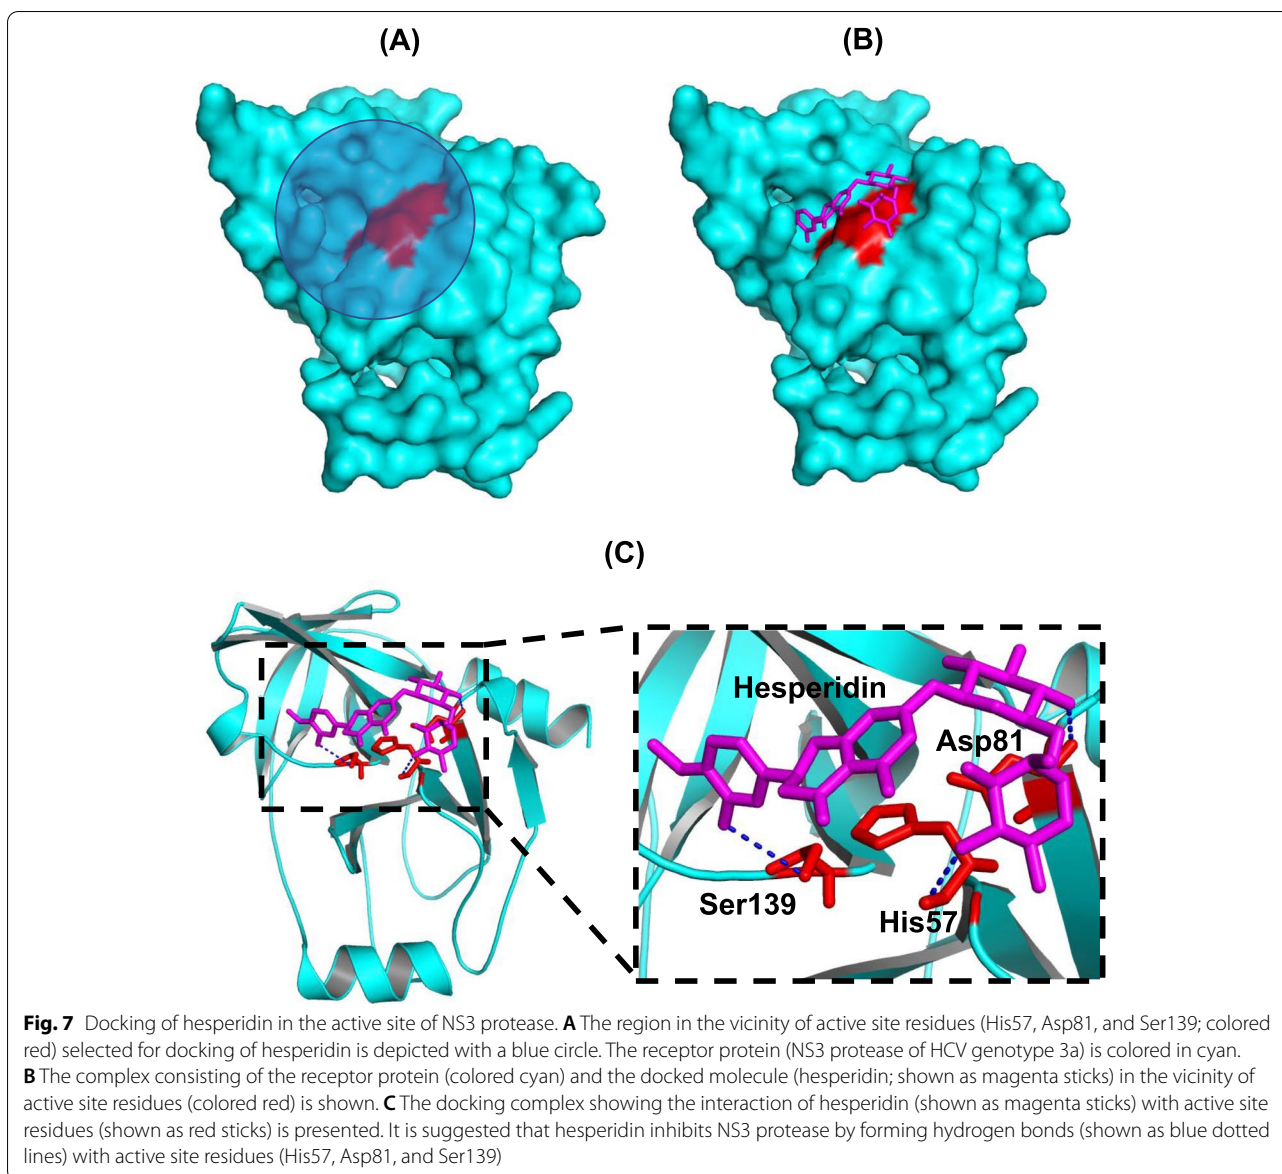 (A)
(B)
(C)
Hesperidin
Asp81
Ser139
His57
Fig. 7 Docking of hesperidin in the active site of NS3 protease. A The region in the vicinity of active site residues (His57, Asp81, and Ser139; colored
red) selected for docking of hesperidin is depicted with a blue circle. The receptor protein (NS3 protease of HCV genotype 3a) is colored in cyan.
B The complex consisting of the receptor protein (colored cyan) and the docked molecule (hesperidin; shown as magenta sticks) in the vicinity of
active site residues (colored red) is shown. C The docking complex showing the interaction of hesperidin (shown as magenta sticks) with active site
residues (shown as red sticks) is presented. It is suggested that hesperidin inhibits NS3 protease by forming hydrogen bonds (shown as blue dotted
lines) with active site residues (His57, Asp81, and Ser139)